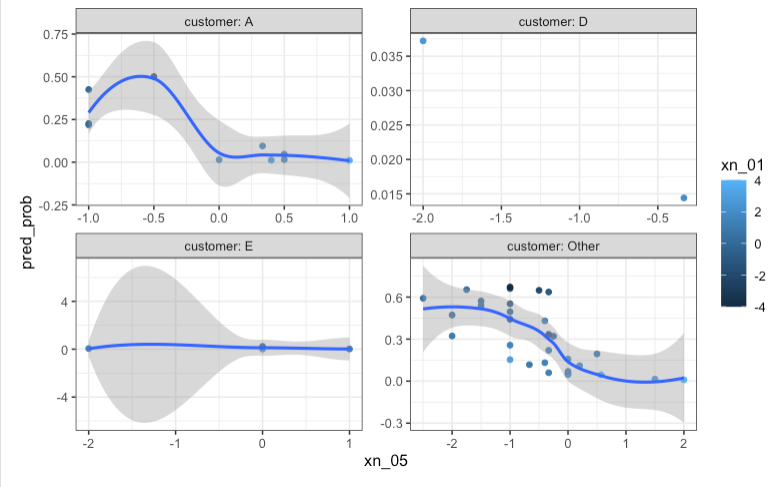 customer: A
customer: D
0.75
0.50
0.25
0.00
-0.25
-1.0 -0.5 0.0 0.5 1.0
0.035
0.030
0.025
0.020
0.015
-2.0 -1.5 -1.0 -0.5
pred_prob
customer: E
customer: Other
4
0
-4
-2 -1 0 1
0.6
0.3
0.0
-0.3
-2 -1 0 1 2
xn_05
xn_01
4
2
0
-2
-4